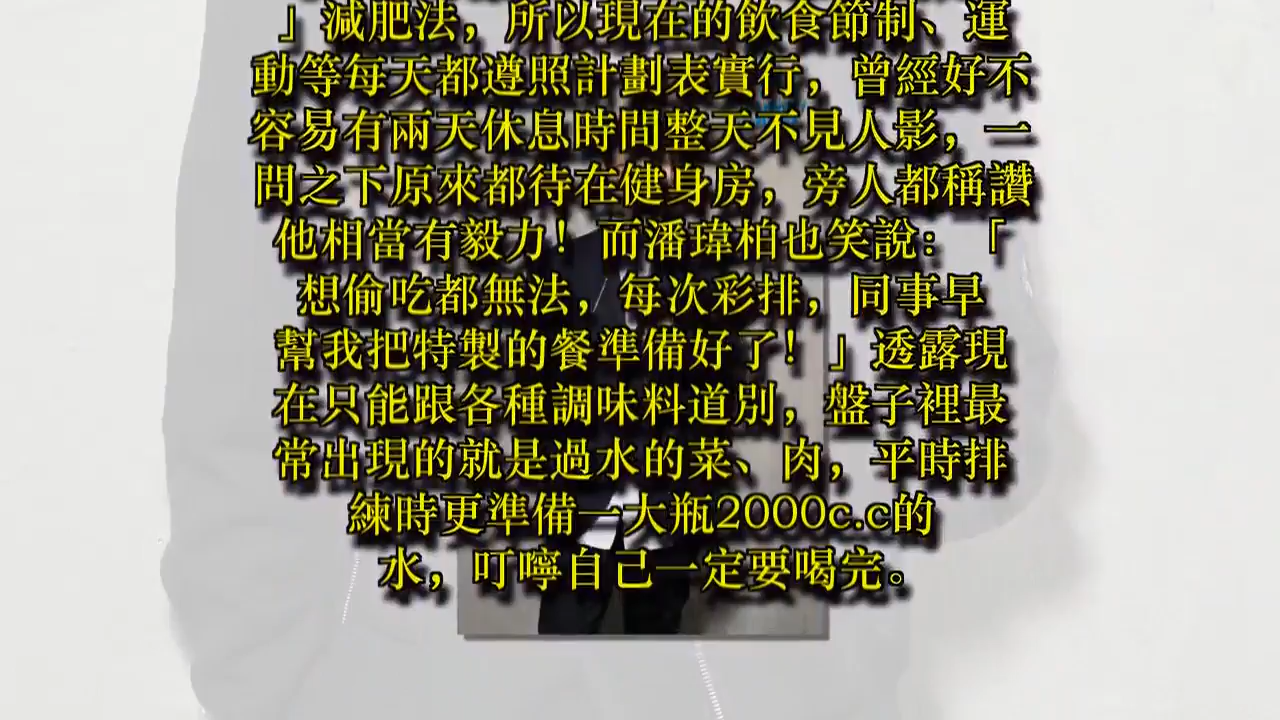 」減肥法，所以現在的飲食節制、運
動等每天都遵照計劃表實行，曾經好不
容易有兩天休息時間整天不見人影，一
問之下原來都待在健身房，旁人都稱讚
他相當有毅力！而潘瑋柏也笑說：「
想偷吃都無法，每次彩排，同事早
幫我把特製的餐準備好了！」透露現
在只能跟各種調味料道別，盤子裡最
常出現的就是過水的菜、肉，平時排
練時更準備一大瓶2000c.c的
水，叮嚀自己一定要喝完。